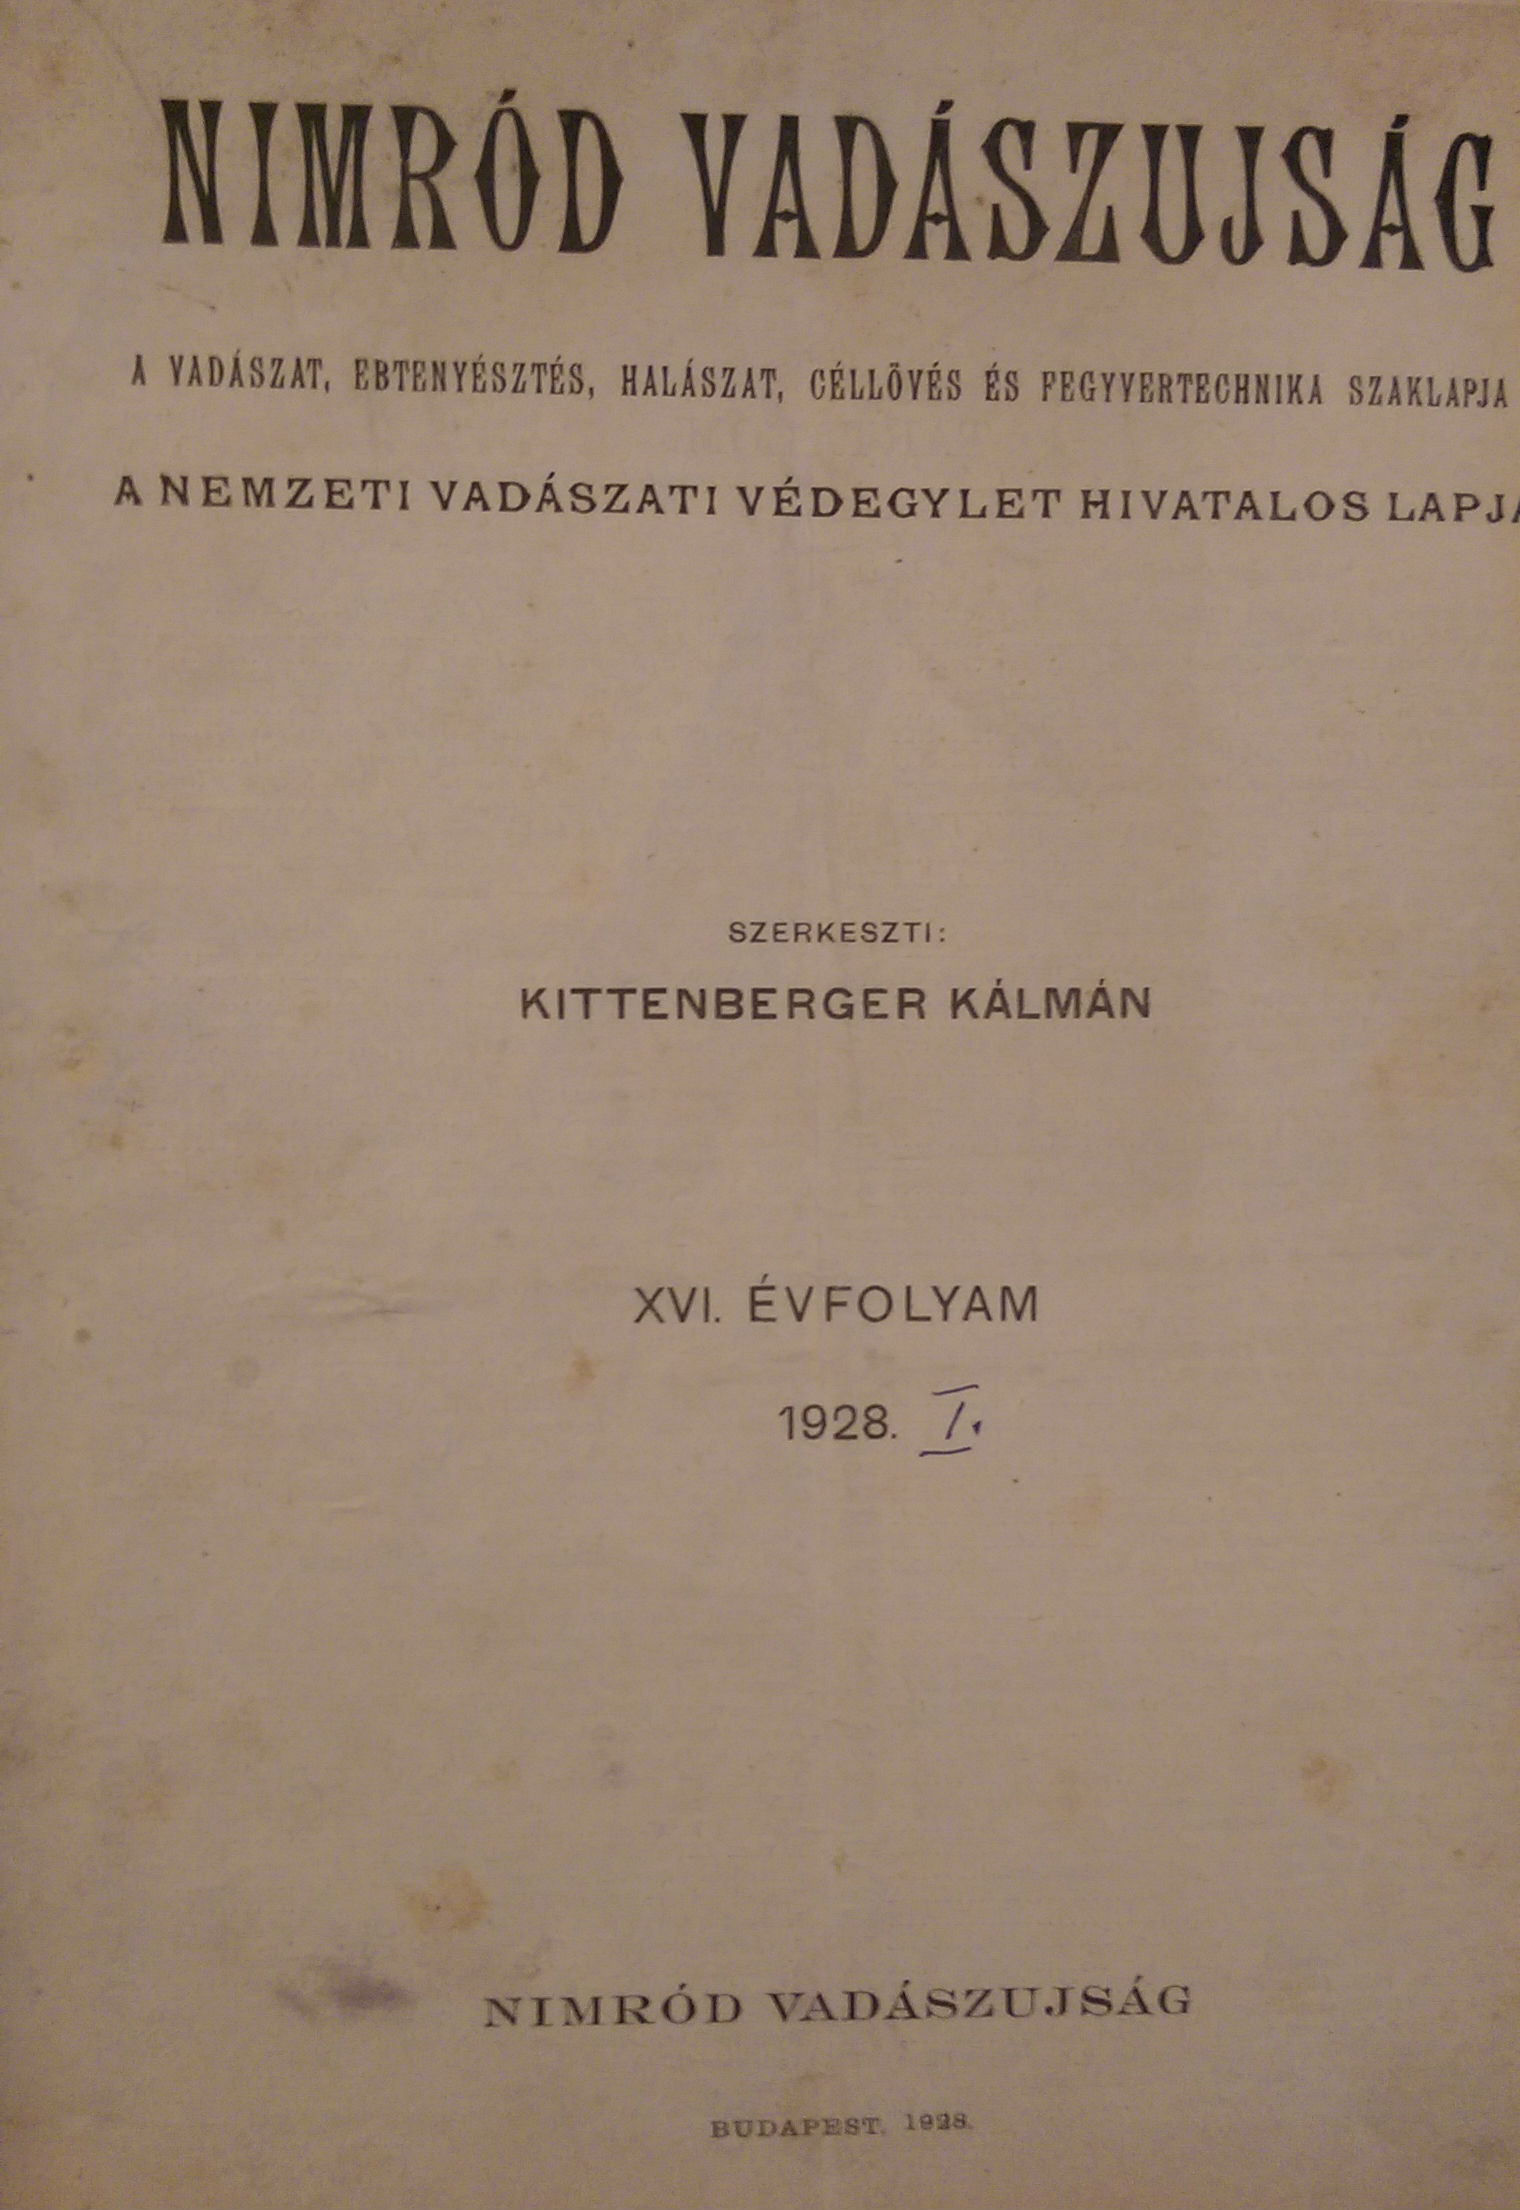 NIMRÓD VADÁSZUJSÁG
A VADÁSZAT, EBTENYÉSZTÉS, HALÁSZAT, CÉLLÖVÉS ÉS FEGYVERTECHNIKA SZAKLAPJA
A NEMZETI VADÁSZATI VÉDEGYLET HIVATALOS LAPJA
SZERKESZTI:
KITTENBERGER KÁLMÁN
XVI. ÉVFOLYAM
1928. I.
NIMRÓD VADÁSZUJSÁG
BUDAPEST, 1928.